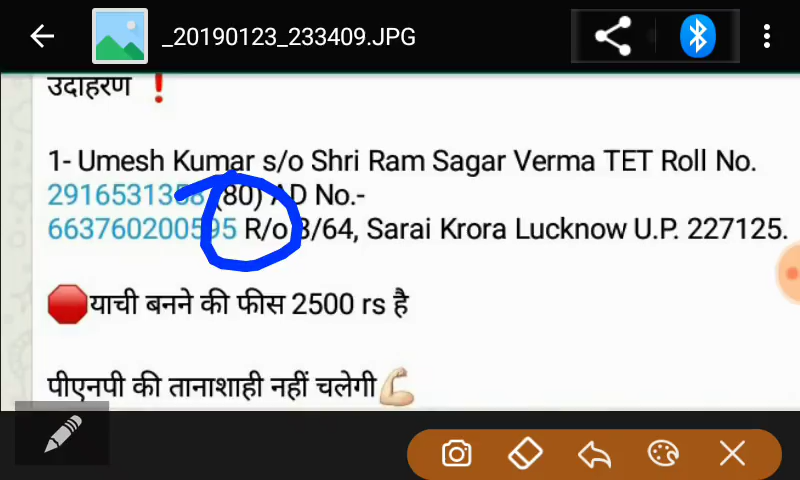 _20190123_233409.JPG
उदाहरण ❗
1- Umesh Kumar s/o Shri Ram Sagar Verma TET Roll No.
2916531358 (80) AD No.-
663760200595 R/o 3/64, Sarai Krora Lucknow U.P. 227125.
🛑याची बनने की फीस 2500 rs है
पीएनपी की तानाशाही नहीं चलेगी💪